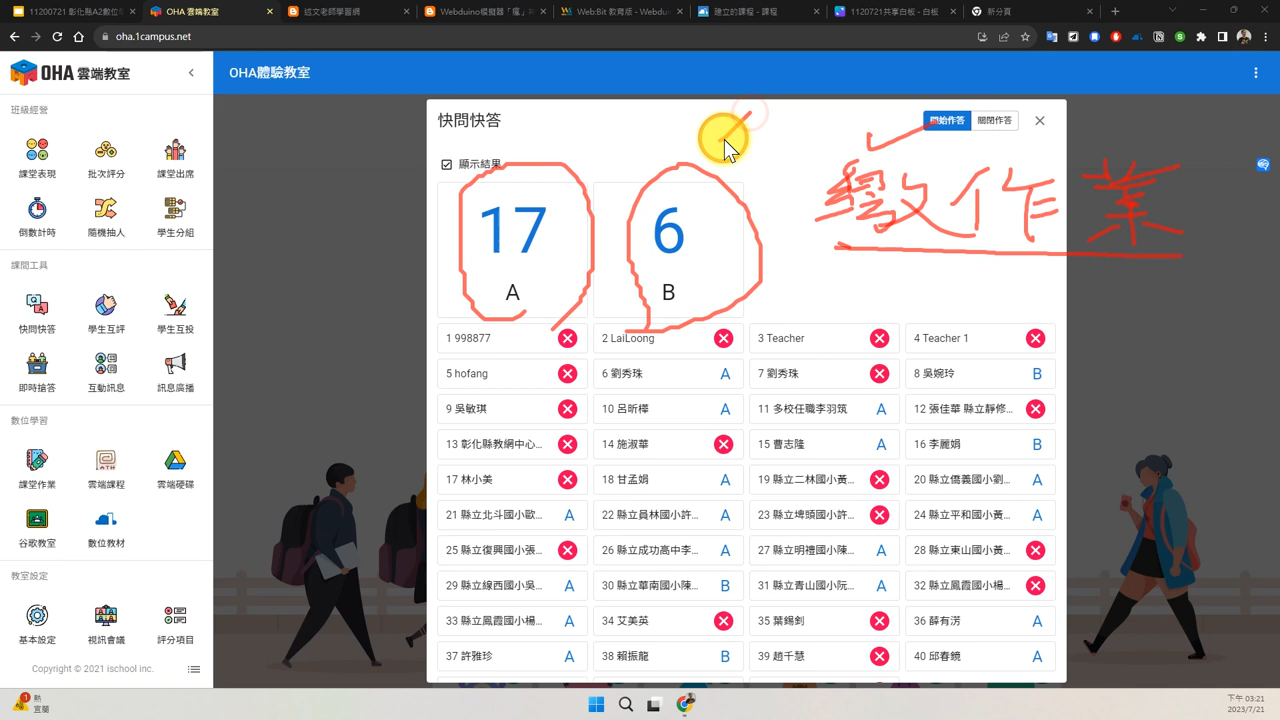 11200721 彰化縣A2數位
OHA 雲端教室
這文老師學習網
Webduino模擬器「瘋」
Web:Bit 教育版 - Webdui
建立的課程 - 課程
1120721共享白板 - 白板
新分頁
oha.1campus.net
OHA 雲端教室
OHA體驗教室
班級經營
課堂表現 批次評分 課堂出席
倒數計時 隨機抽人 學生分組
課間工具
快問快答 學生互評 學生互投
即時搶答 互動訊息 訊息廣播
數位學習
課堂作業 雲端課程 雲端硬碟
谷歌教室 數位教材
教室設定
基本設定 視訊會議 評分項目
Copyright © 2021 ischool inc.
快問快答
開始作答 關閉作答
顯示結果
17 6
A B
繳作業
1 998877 2 LaiLoong 3 Teacher 4 Teacher 1
5 hofang 6 劉秀珠 A 7 劉秀珠 8 吳婉玲 B
9 吳敏琪 10 呂昕樺 A 11 多校任職李羽筑 A 12 張佳華 縣立靜修...
13 彰化縣教網中心... 14 施淑華 15 曹志隆 A 16 李麗娟 B
17 林小美 18 甘孟娟 A 19 縣立二林國小黃... 20 縣立僑義國小劉... A
21 縣立北斗國小歐... A 22 縣立員林國小許... A 23 縣立埤頭國小許... 24 縣立平和國小黃... A
25 縣立復興國小張... 26 縣立成功高中李... A 27 縣立明禮國小陳... A 28 縣立東山國小黃...
29 縣立線西國小吳... A 30 縣立華南國小陳... B 31 縣立青山國小阮... A 32 縣立鳳霞國小楊...
33 縣立鳳霞國小楊... A 34 艾美英 35 葉錫釗 36 薛有涝 A
37 許雅珍 A 38 賴振龍 B 39 趙千慧 40 邱春鏡 A
1
熱
宜蘭
下午 03:21
2023/7/21